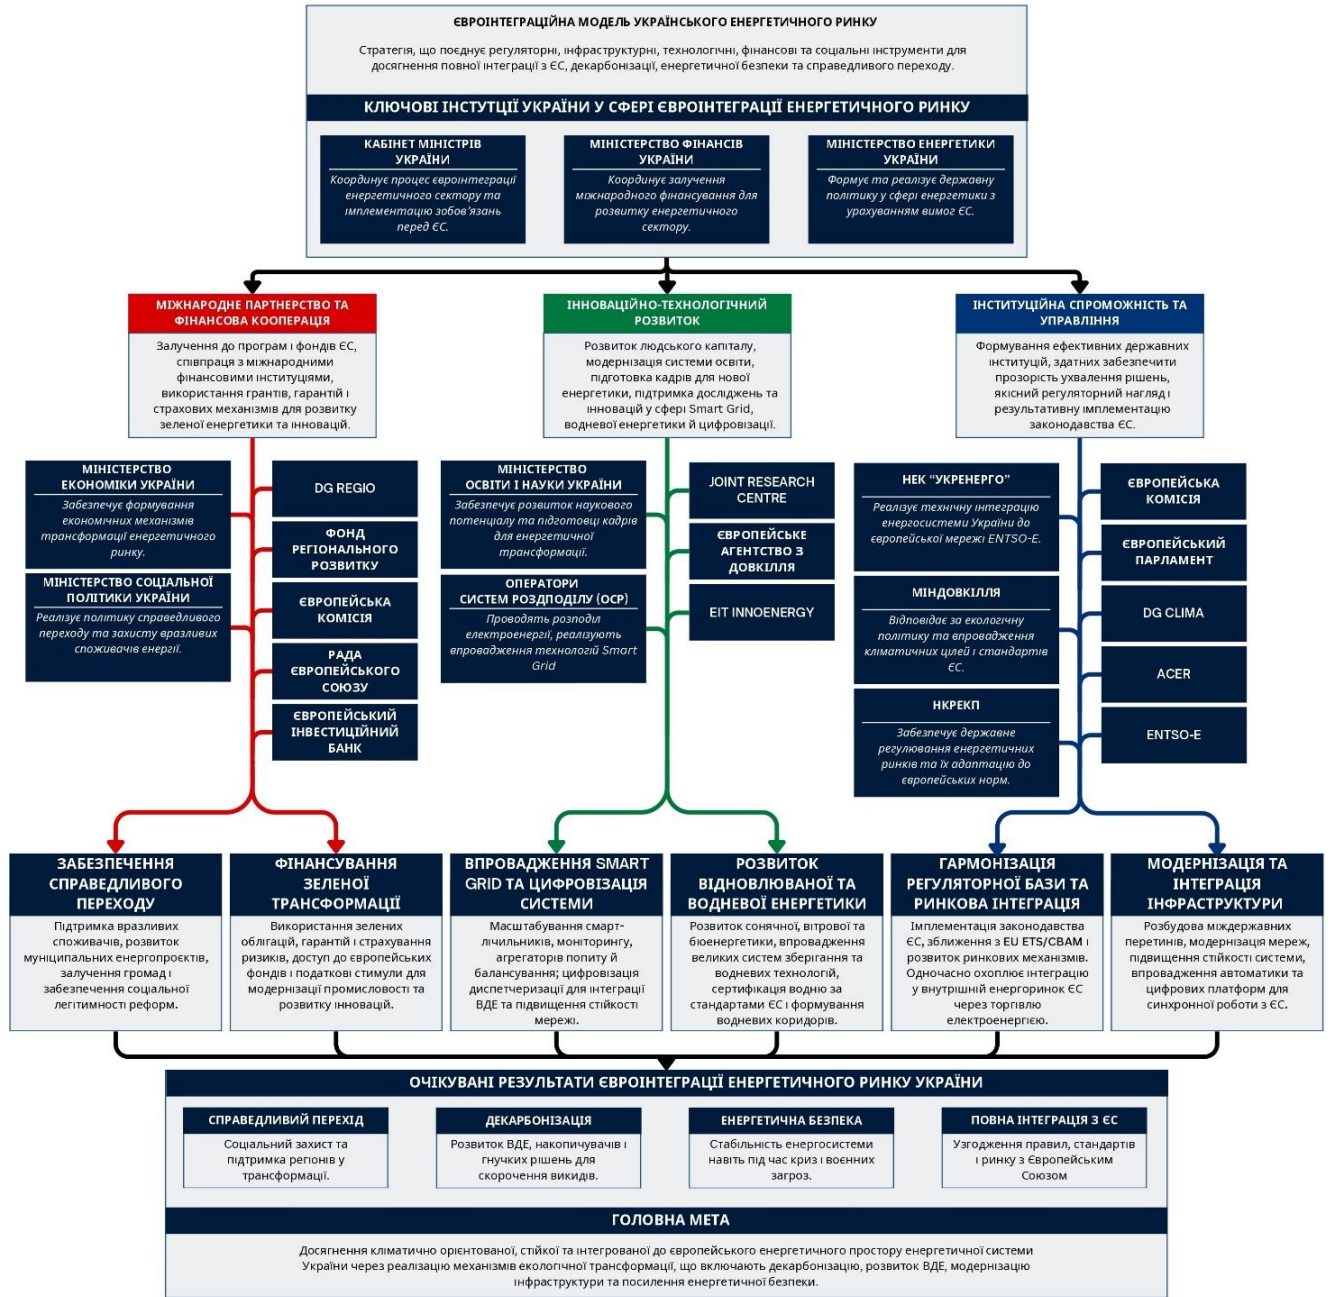 ЄВРОІНТЕГРАЦІЙНА МОДЕЛЬ УКРАЇНСЬКОГО ЕНЕРГЕТИЧНОГО РИНКУ
Стратегія, що поєднує регуляторні, інфраструктурні, технологічні, фінансові та соціальні інструменти для
досягнення повної інтеграції з ЄС, декарбонізації, енергетичної безпеки та справедливого переходу.
КЛЮЧОВІ ІНСТУТЦІЇ УКРАЇНИ У СФЕРІ ЄВРОІНТЕГРАЦІЇ ЕНЕРГЕТИЧНОГО РИНКУ
КАБІНЕТ МІНІСТРІВ
УКРАЇНИ
Координує процес євроінтеграції
енергетичного сектору та
імплементацію зобов'язань
перед ЄС.
МІНІСТЕРСТВО ФІНАНСІВ
УКРАЇНИ
Координує залучення
міжнародного фінансування для
розвитку енергетичного
сектору.
МІНІСТЕРСТВО ЕНЕРГЕТИКИ
УКРАЇНИ
Формує та реалізує державну
політику у сфері енергетики з
урахуванням вимог ЄС.
МІЖНАРОДНЕ ПАРТНЕРСТВО ТА
ФІНАНСОВА КООПЕРАЦІЯ
Залучення до програм і фондів ЄС,
співпраця з міжнародними
фінансовими інституціями,
використання грантів, гарантій і
страхових механізмів для розвитку
зеленої енергетики та інновацій.
ІННОВАЦІЙНО-ТЕХНОЛОГІЧНИЙ
РОЗВИТОК
Розвиток людського капіталу,
модернізація системи освіти,
підготовка кадрів для нової
енергетики, підтримка досліджень та
інновацій у сфері Smart Grid,
водневої енергетики й цифровізації.
ІНСТИТУЦІЙНА СПРОМОЖНІСТЬ ТА
УПРАВЛІННЯ
Формування ефективних державних
інституцій, здатних забезпечити
прозорість ухвалення рішень,
якісний регуляторний нагляд і
результативну імплементацію
законодавства ЄС.
МІНІСТЕРСТВО
ЕКОНОМІКИ УКРАЇНИ
Забезпечує формування
економічних механізмів
трансформації енергетичного
ринку.
МІНІСТЕРСТВО СОЦІАЛЬНОЇ
ПОЛІТИКИ УКРАЇНИ
Реалізує політику справедливого
переходу та захисту вразливих
споживачів енергії.
DG REGIO
ФОНД
РЕГІОНАЛЬНОГО
РОЗВИТКУ
ЄВРОПЕЙСЬКА
КОМІСІЯ
РАДА
ЄВРОПЕЙСЬКОГО
СОЮЗУ
ЄВРОПЕЙСЬКИЙ
ІНВЕСТИЦІЙНИЙ
БАНК
МІНІСТЕРСТВО
ОСВІТИ І НАУКИ УКРАЇНИ
Забезпечує розвиток наукового
потенціалу та підготовці кадрів
для енергетичної
трансформації.
ОПЕРАТОРИ
СИСТЕМ РОЗДПОДІЛУ (ОСР)
Проводять розподіл
електроенергії, реалізують
впровадження технологій Smart
Grid
JOINT RESEARCH
CENTRE
ЄВРОПЕЙСЬКЕ
АГЕНТСТВО З
ДОВКІЛЛЯ
EIT INNOENERGY
НЕК “УКРЕНЕРГО”
Реалізує технічну інтеграцію
енергосистеми України до
європейської мережі ENTSO-E.
МІНДОВКІЛЛЯ
Відповідає за екологічну
політику та впровадження
кліматичних цілей і стандартів
ЄС.
НКРЕКП
Забезпечує державне
регулювання енергетичних
ринків та їх адаптацію до
європейських норм.
ЄВРОПЕЙСЬКА
КОМІСІЯ
ЄВРОПЕЙСЬКИЙ
ПАРЛАМЕНТ
DG CLIMA
ACER
ENTSO-E
ЗАБЕЗПЕЧЕННЯ
СПРАВЕДЛИВОГО
ПЕРЕХОДУ
Підтримка вразливих
споживачів, розвиток
муніципальних енергопроєктів,
залучення громад і
забезпечення соціальної
легітимності реформ.
ФІНАНСУВАННЯ
ЗЕЛЕНОЇ
ТРАНСФОРМАЦІЇ
Використання зелених
облігацій, гарантій і страхування
ризиків, доступ до європейських
фондів і податкові стимули для
модернізації промисловості та
розвитку інновацій.
ВПРОВАДЖЕННЯ SMART
GRID ТА ЦИФРОВІЗАЦІЯ
СИСТЕМИ
Масштабування смарт-
лічильників, моніторингу,
агрегаторів попиту й
балансування; цифровізація
диспетчеризації для інтеграції
ВДЕ та підвищення стійкості
мережі.
РОЗВИТОК
ВІДНОВЛЮВАНОЇ ТА
ВОДНЕВОЇ ЕНЕРГЕТИКИ
Розвиток сонячної, вітрової та
біоенергетики, впровадження
великих систем зберігання та
водневих технологій,
сертифікація водню за
стандартами ЄС і формування
водневих коридорів.
ГАРМОНІЗАЦІЯ
РЕГУЛЯТОРНОЇ БАЗИ ТА
РИНКОВА ІНТЕГРАЦІЯ
Імплементація законодавства
ЄС, зближення з EU ETS/CBAM і
розвиток ринкових механізмів.
Одночасно охоплює інтеграцію
у внутрішній енергоринок ЄС
через торгівлю
електроенергією.
МОДЕРНІЗАЦІЯ ТА
ІНТЕГРАЦІЯ
ІНФРАСТРУКТУРИ
Розбудова міждержавних
перетинів, модернізація мереж,
підвищення стійкості системи,
впровадження автоматики та
цифрових платформ для
синхронної роботи з ЄС.
ОЧІКУВАНІ РЕЗУЛЬТАТИ ЄВРОІНТЕГРАЦІЇ ЕНЕРГЕТИЧНОГО РИНКУ УКРАЇНИ
СПРАВЕДЛИВИЙ ПЕРЕХІД
Соціальний захист та
підтримка регіонів у
трансформації.
ДЕКАРБОНІЗАЦІЯ
Розвиток ВДЕ, накопичувачів і
гнучких рішень для
скорочення викидів.
ЕНЕРГЕТИЧНА БЕЗПЕКА
Стабільність енергосистеми
навіть під час криз і воєнних
загроз.
ПОВНА ІНТЕГРАЦІЯ З ЄС
Узгодження правил, стандартів
і ринку з Європейським
Союзом
ГОЛОВНА МЕТА
Досягнення кліматично орієнтованої, стійкої та інтегрованої до європейського енергетичного простору енергетичної системи
України через реалізацію механізмів екологічної трансформації, що включають декарбонізацію, розвиток ВДЕ, модернізацію
інфраструктури та посилення енергетичної безпеки.